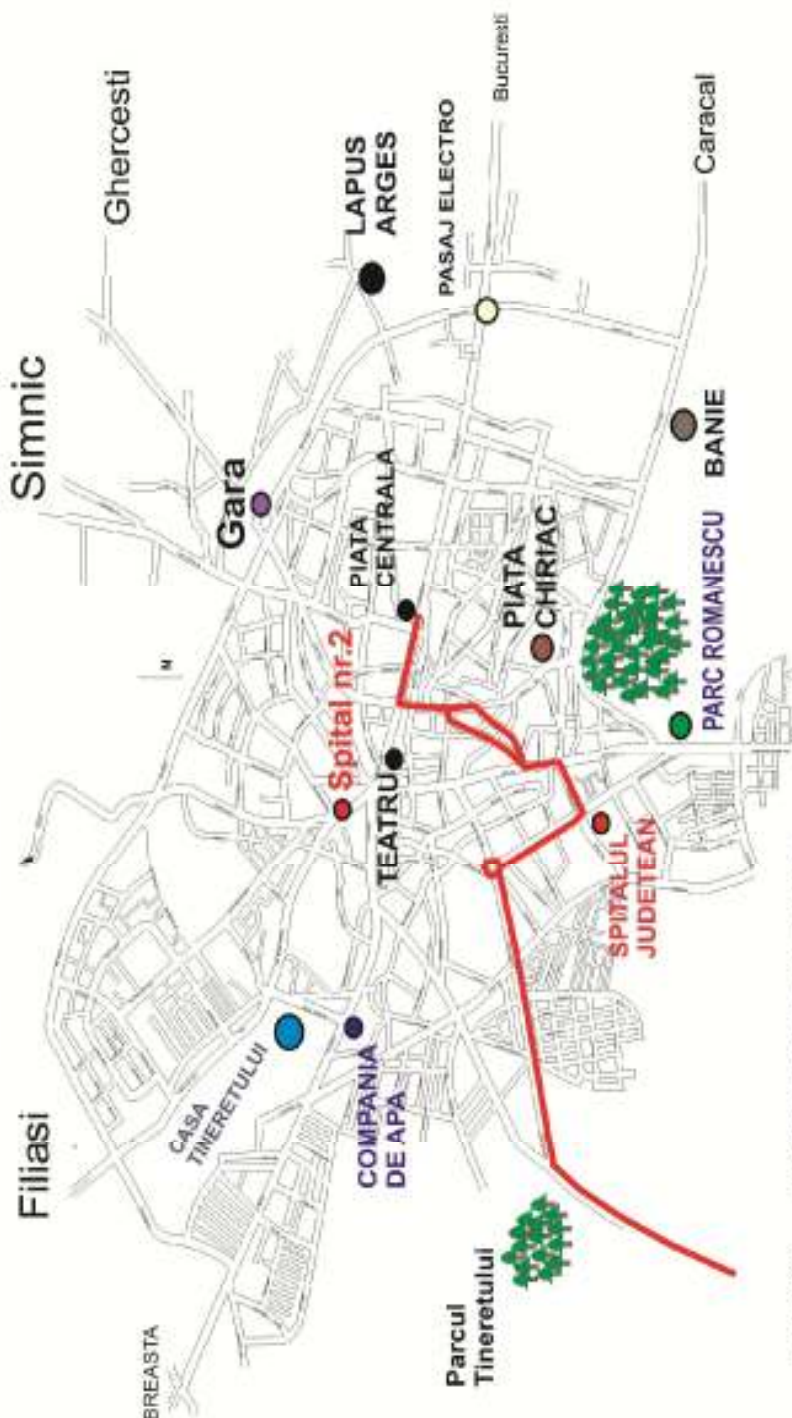 Simnic
Ghercesti
Filiasi
BREASTA
Gara
LAPUS
ARGES
PASAJ ELECTRO
Bucuresti
Caracal
PIATA
CENTRALA
Spital nr.2
TEATRU
CASA
TINERETULUI
COMPANIA
DE APA
PIATA
CHIRIAC
BANIE
PARC ROMANESCU
SPITALUL
JUDETEAN
Parcul
Tineretului